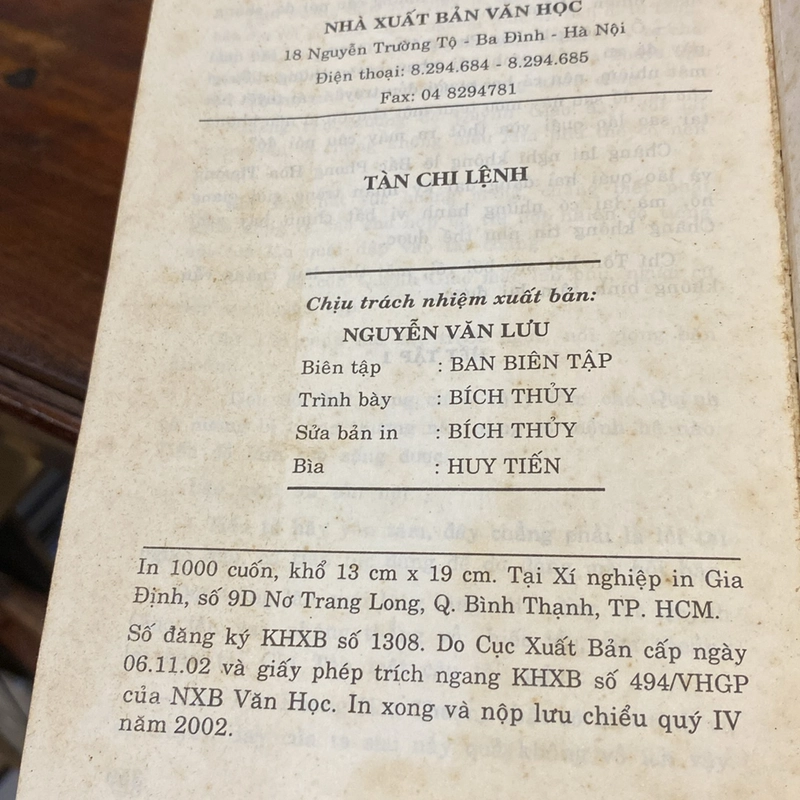 NHÀ XUẤT BẢN VĂN HỌC
18 Nguyễn Trường Tộ - Ba Đình - Hà Nội
Điện thoại: 8.294.684 - 8.294.685
Fax: 04 8294781
TÀN CHI LỆNH
Chịu trách nhiệm xuất bản:
NGUYỄN VĂN LƯU
Biên tập : BAN BIÊN TẬP
Trình bày : BÍCH THỦY
Sửa bản in : BÍCH THỦY
Bìa : HUY TIẾN
In 1000 cuốn, khổ 13 cm x 19 cm. Tại Xí nghiệp in Gia
Định, số 9D Nơ Trang Long, Q. Bình Thạnh, TP. HCM.
Số đăng ký KHXB số 1308. Do Cục Xuất Bản cấp ngày
06.11.02 và giấy phép trích ngang KHXB số 494/VHGP
của NXB Văn Học. In xong và nộp lưu chiểu quý IV
năm 2002.